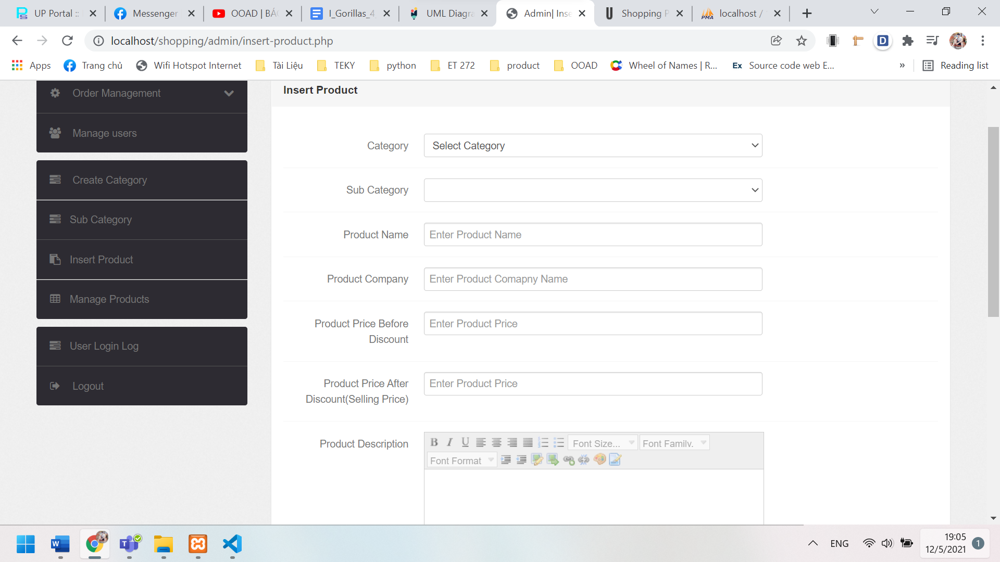 UP Portal ::
Messenger
OOAD | BÁO
I_Gorillas_4_
UML Diagra
Admin| Inse
Shopping P
localhost /
localhost/shopping/admin/insert-product.php
Apps
Trang chủ
Wifi Hotspot Internet
Tài Liệu
TEKY
python
ET 272
product
OOAD
Wheel of Names | R...
Ex Source code web E...
»
Reading list
Order Management
Manage users
Create Category
Sub Category
Insert Product
Manage Products
User Login Log
Logout
Insert Product
Category
Select Category
Sub Category
Product Name
Enter Product Name
Product Company
Enter Product Comapny Name
Product Price Before
Discount
Enter Product Price
Product Price After
Discount(Selling Price)
Enter Product Price
Product Description
B I U
Font Size...
Font Family.
Font Format
ENG
19:05
12/5/2021
1